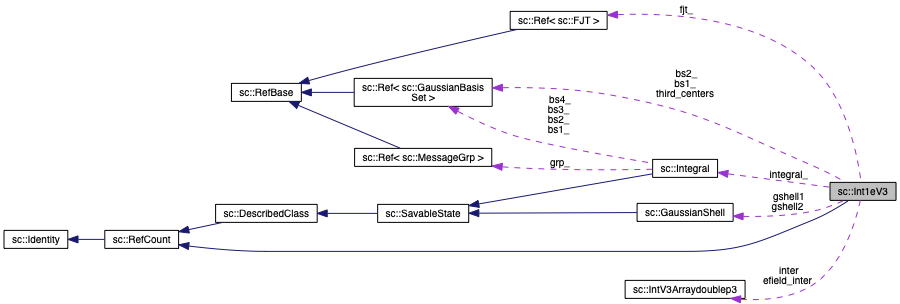 sc::Ref< sc::FJT >
fjt_
sc::RefBase
sc::Ref< sc::GaussianBasis
Set >
bs2_
bs1_
third_centers
bs4_
bs3_
bs2_
bs1_
sc::Ref< sc::MessageGrp >
grp_
sc::Integral
integral_
sc::Int1eV3
gshell1
gshell2
sc::DescribedClass
sc::SavableState
sc::GaussianShell
sc::Identity
sc::RefCount
inter
efield_inter
sc::IntV3Arraydoublep3